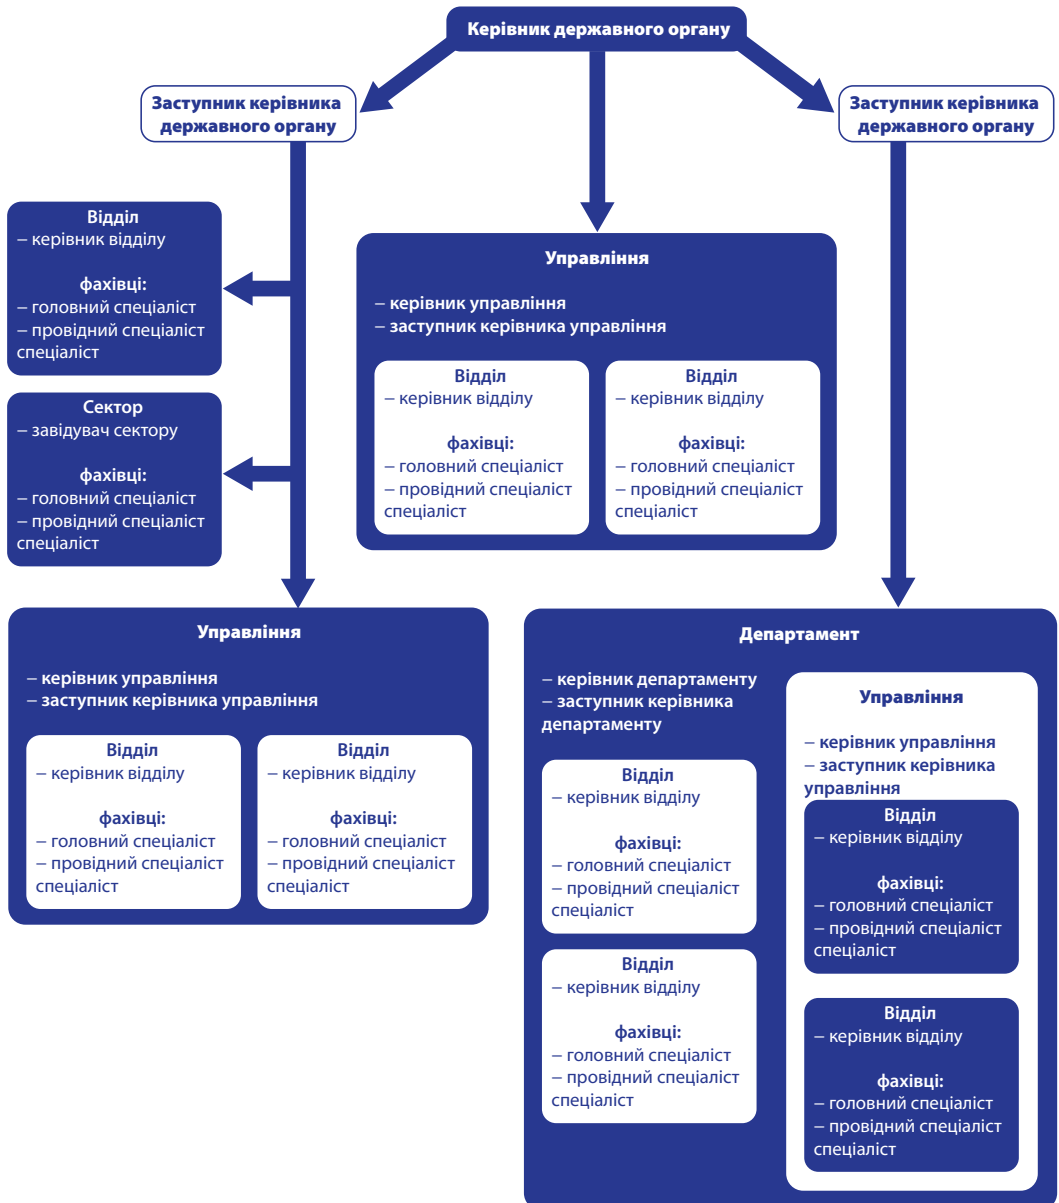 Керівник державного органу
Заступник керівника
державного органу
Заступник керівника
державного органу
Відділ
– керівник відділу
фахівці:
– головний спеціаліст
– провідний спеціаліст
спеціаліст
Сектор
– завідувач сектору
фахівці:
– головний спеціаліст
– провідний спеціаліст
спеціаліст
Управління
– керівник управління
– заступник керівника управління
Відділ
– керівник відділу
фахівці:
– головний спеціаліст
– провідний спеціаліст
спеціаліст
Відділ
– керівник відділу
фахівці:
– головний спеціаліст
– провідний спеціаліст
спеціаліст
Управління
– керівник управління
– заступник керівника управління
Відділ
– керівник відділу
фахівці:
– головний спеціаліст
– провідний спеціаліст
спеціаліст
Відділ
– керівник відділу
фахівці:
– головний спеціаліст
– провідний спеціаліст
спеціаліст
Департамент
– керівник департаменту
– заступник керівника
департаменту
Відділ
– керівник відділу
фахівці:
– головний спеціаліст
– провідний спеціаліст
спеціаліст
Відділ
– керівник відділу
фахівці:
– головний спеціаліст
– провідний спеціаліст
спеціаліст
Управління
– керівник управління
– заступник керівника
управління
Відділ
– керівник відділу
фахівці:
– головний спеціаліст
– провідний спеціаліст
спеціаліст
Відділ
– керівник відділу
фахівці:
– головний спеціаліст
– провідний спеціаліст
спеціаліст